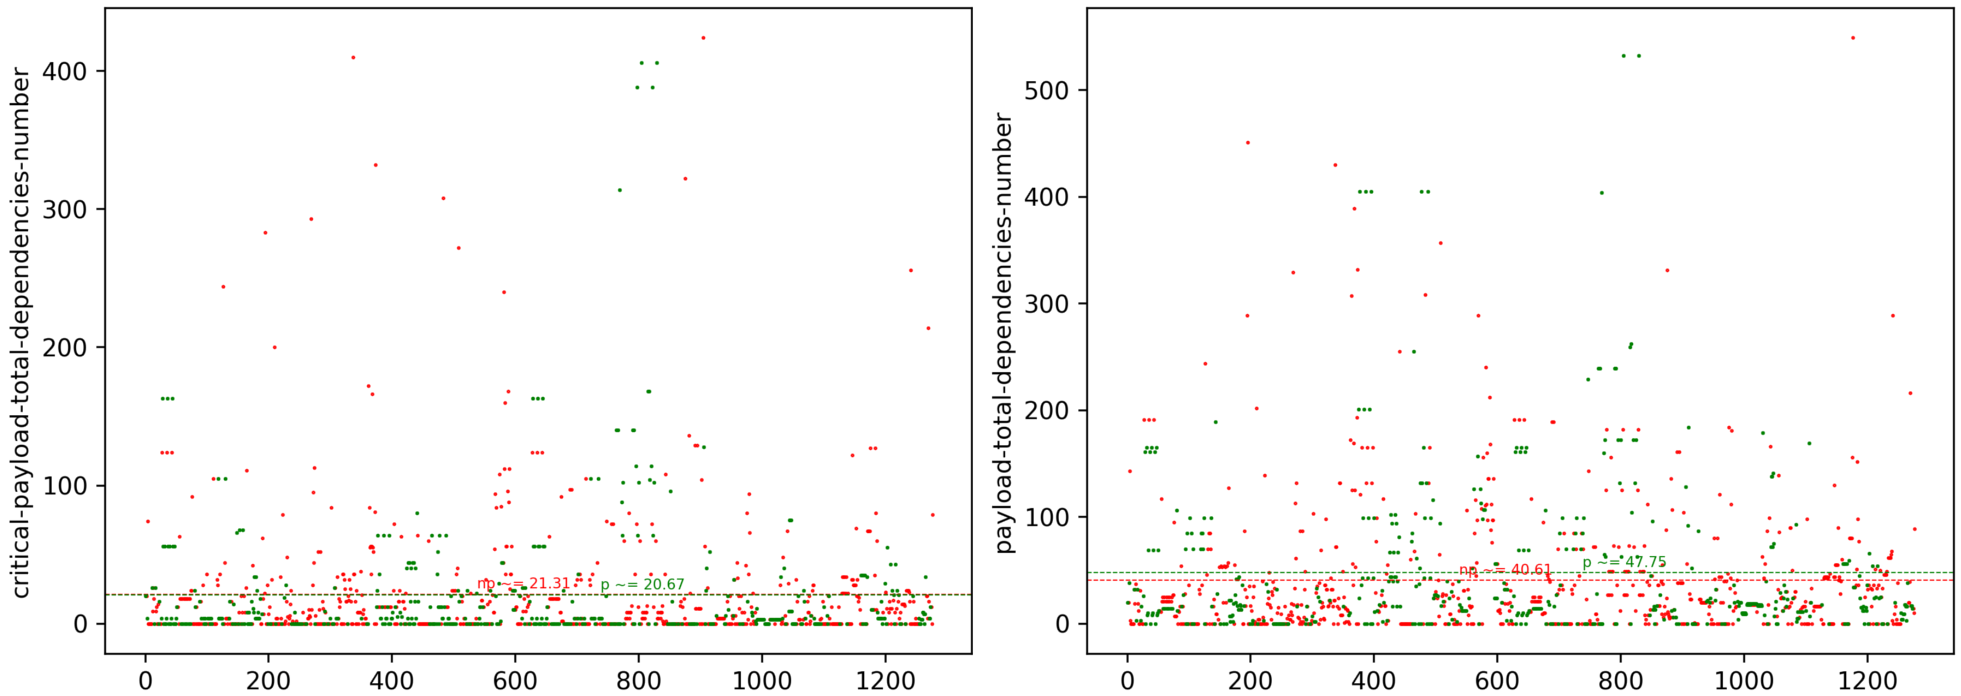 critical-payload-total-dependencies-number
400
300
200
100
0
np ~= 21.31
p ~= 20.67
0 200 400 600 800 1000 1200
payload-total-dependencies-number
500
400
300
200
100
0
p ~= 47.75
np ~= 40.61
0 200 400 600 800 1000 1200